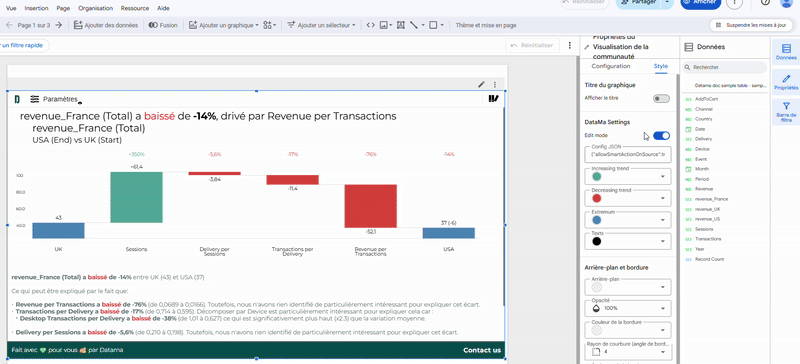 Vue Insertion Page Organisation Ressource Aide
Réinitialiser
Partager
Afficher
Page 1 sur 3
Ajouter des données
Fusion
Ajouter un graphique
Ajouter un sélecteur
Thème et mise en page
Suspendre les mises à jour
un filtre rapide
Réinitialiser
Paramètres
revenue_France (Total) a baissé de -14%, drivé par Revenue per Transactions
revenue_France (Total)
USA (End) vs UK (Start)
+350% -5,6% -17% -76% -14%
+61,4
-3,84
-11,4
-52,1
43
37 (-6)
100
80.0
60.0
40.0
UK
Sessions
Delivery per
Sessions
Transactions per
Delivery
Revenue per
Transactions
USA
revenue_France (Total) a baissé de -14% entre UK (43) et USA (37)
Ce qui peut être expliqué par le fait que:
· Revenue per Transactions a baissé de -76% (de 0,0689 à 0,0166). Toutefois, nous n'avons rien identifié de particulièrement intéressant pour expliquer cet écart.
· Transactions per Delivery a baissé de -17% (de 0,714 à 0,595). Décomposer par Device est particulièrement intéressant pour expliquer cela car :
· Desktop Transactions per Delivery a baissé de -38% (de 1,01 à 0,627) ce qui est significativement plus haut (x2,3) que la variation moyenne.
· Delivery per Sessions a baissé de -5,6% (de 0,210 à 0,198). Toutefois, nous n'avons rien identifié de particulièrement intéressant pour expliquer cet écart.
Fait avec 💚 pour vous par Datama
Contact us
Propriétés du
Visualisation de la
communauté
Configuration
Style
Titre du graphique
Afficher le titre
DataMa Settings
Edit mode
Config JSON
{"allowSmartActionOnSource":tr
Increasing trend
Decreasing trend
Extremum
Texts
Arrière-plan et bordure
Arrière-plan
Opacité
100%
Couleur de la bordure
Rayon de courbure (angle de bord...
4
Données
Rechercher
Datama doc sample table - samp...
AddToCart
Channel
Country
Date
Delivery
Device
Event
Month
Period
Revenue
revenue_France
revenue_UK
revenue_US
Sessions
Transactions
Year
Record Count
Données
Propriétés
Barre de
filtre